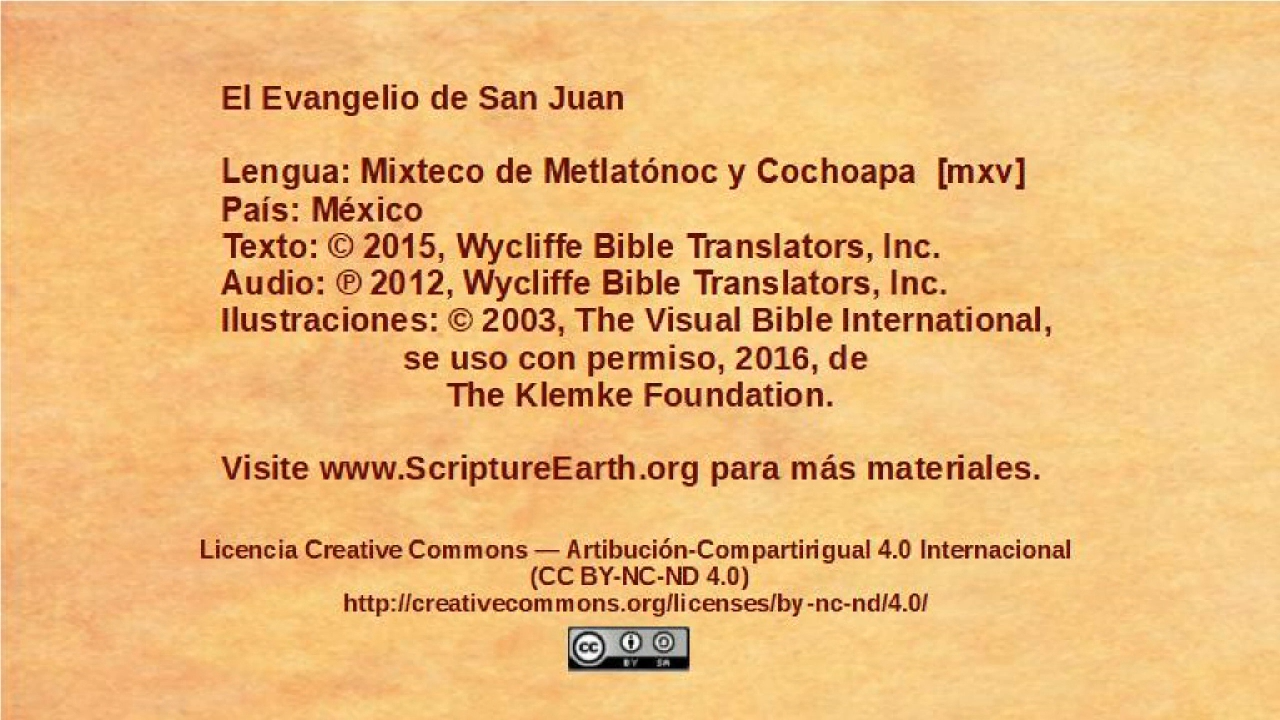 El Evangelio de San Juan
Lengua: Mixteco de Metlatónoc y Cochoapa [mxv]
País: México
Texto: © 2015, Wycliffe Bible Translators, Inc.
Audio: ℗ 2012, Wycliffe Bible Translators, Inc.
Ilustraciones: © 2003, The Visual Bible International,
se uso con permiso, 2016, de
The Klemke Foundation.
Visite www.ScriptureEarth.org para más materiales.
Licencia Creative Commons — Artibución-Compartirigual 4.0 Internacional
(CC BY-NC-ND 4.0)
http://creativecommons.org/licenses/by-nc-nd/4.0/
cc BY SA